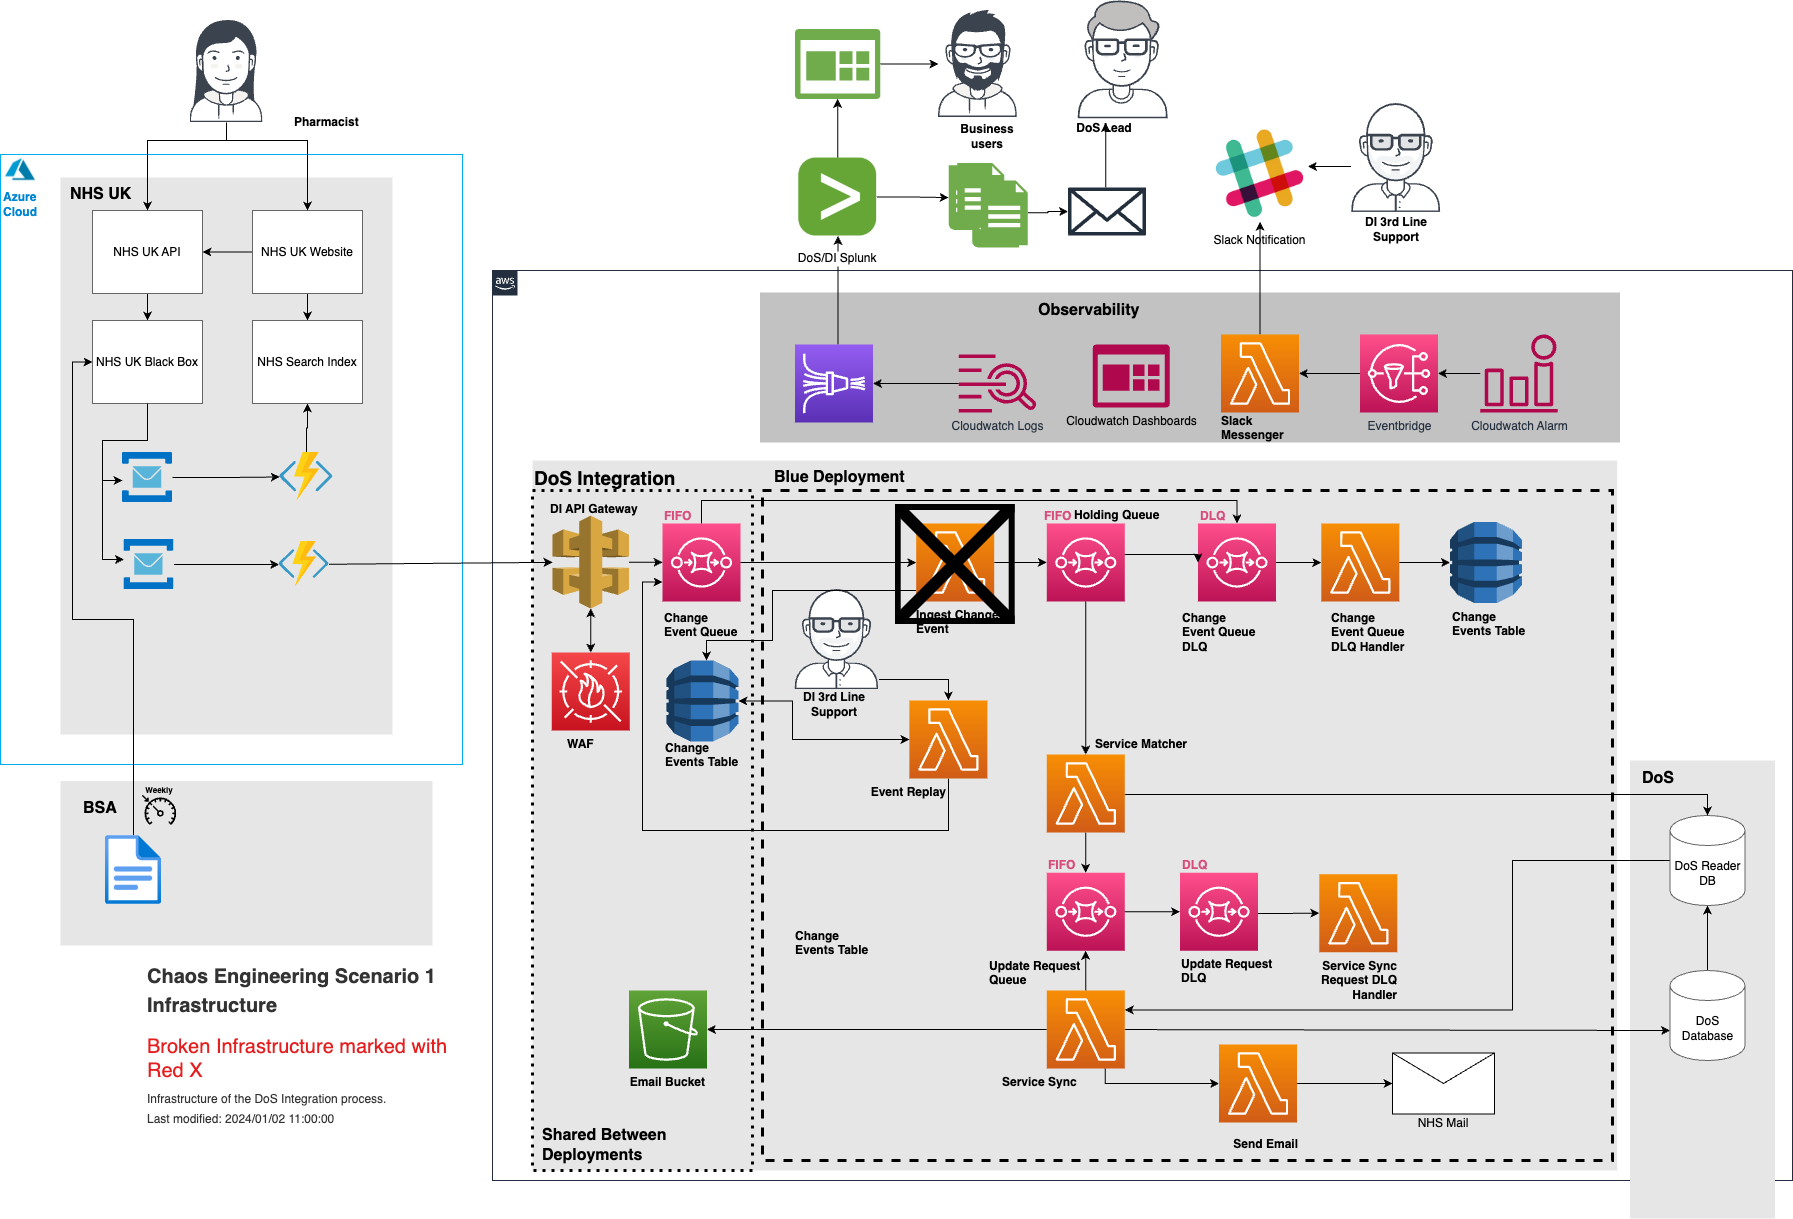 Pharmacist
Azure
Cloud
NHS UK
NHS UK API
NHS UK Website
NHS UK Black Box
NHS Search Index
BSA
Weekly
Chaos Engineering Scenario 1
Infrastructure
Broken Infrastructure marked with
Red X
Infrastructure of the DoS Integration process.
Last modified: 2024/01/02 11:00:00
Business
users
DoS Lead
DoS/DI Splunk
Slack Notification
DI 3rd Line
Support
aws
Observability
Cloudwatch Logs
Cloudwatch Dashboards
Slack
Messenger
Eventbridge
Cloudwatch Alarm
DoS Integration
Blue Deployment
DI API Gateway
FIFO
Change
Event Queue
WAF
Change
Events Table
Ingest Change
Event
DI 3rd Line
Support
Event Replay
FIFO Holding Queue
DLQ
Change
Event Queue
DLQ
Change
Event Queue
DLQ Handler
Change
Events Table
Service Matcher
FIFO
DLQ
Change
Events Table
Update Request
Queue
Update Request
DLQ
Service Sync
Request DLQ
Handler
Email Bucket
Service Sync
Send Email
NHS Mail
Shared Between
Deployments
DoS
DoS Reader
DB
DoS
Database